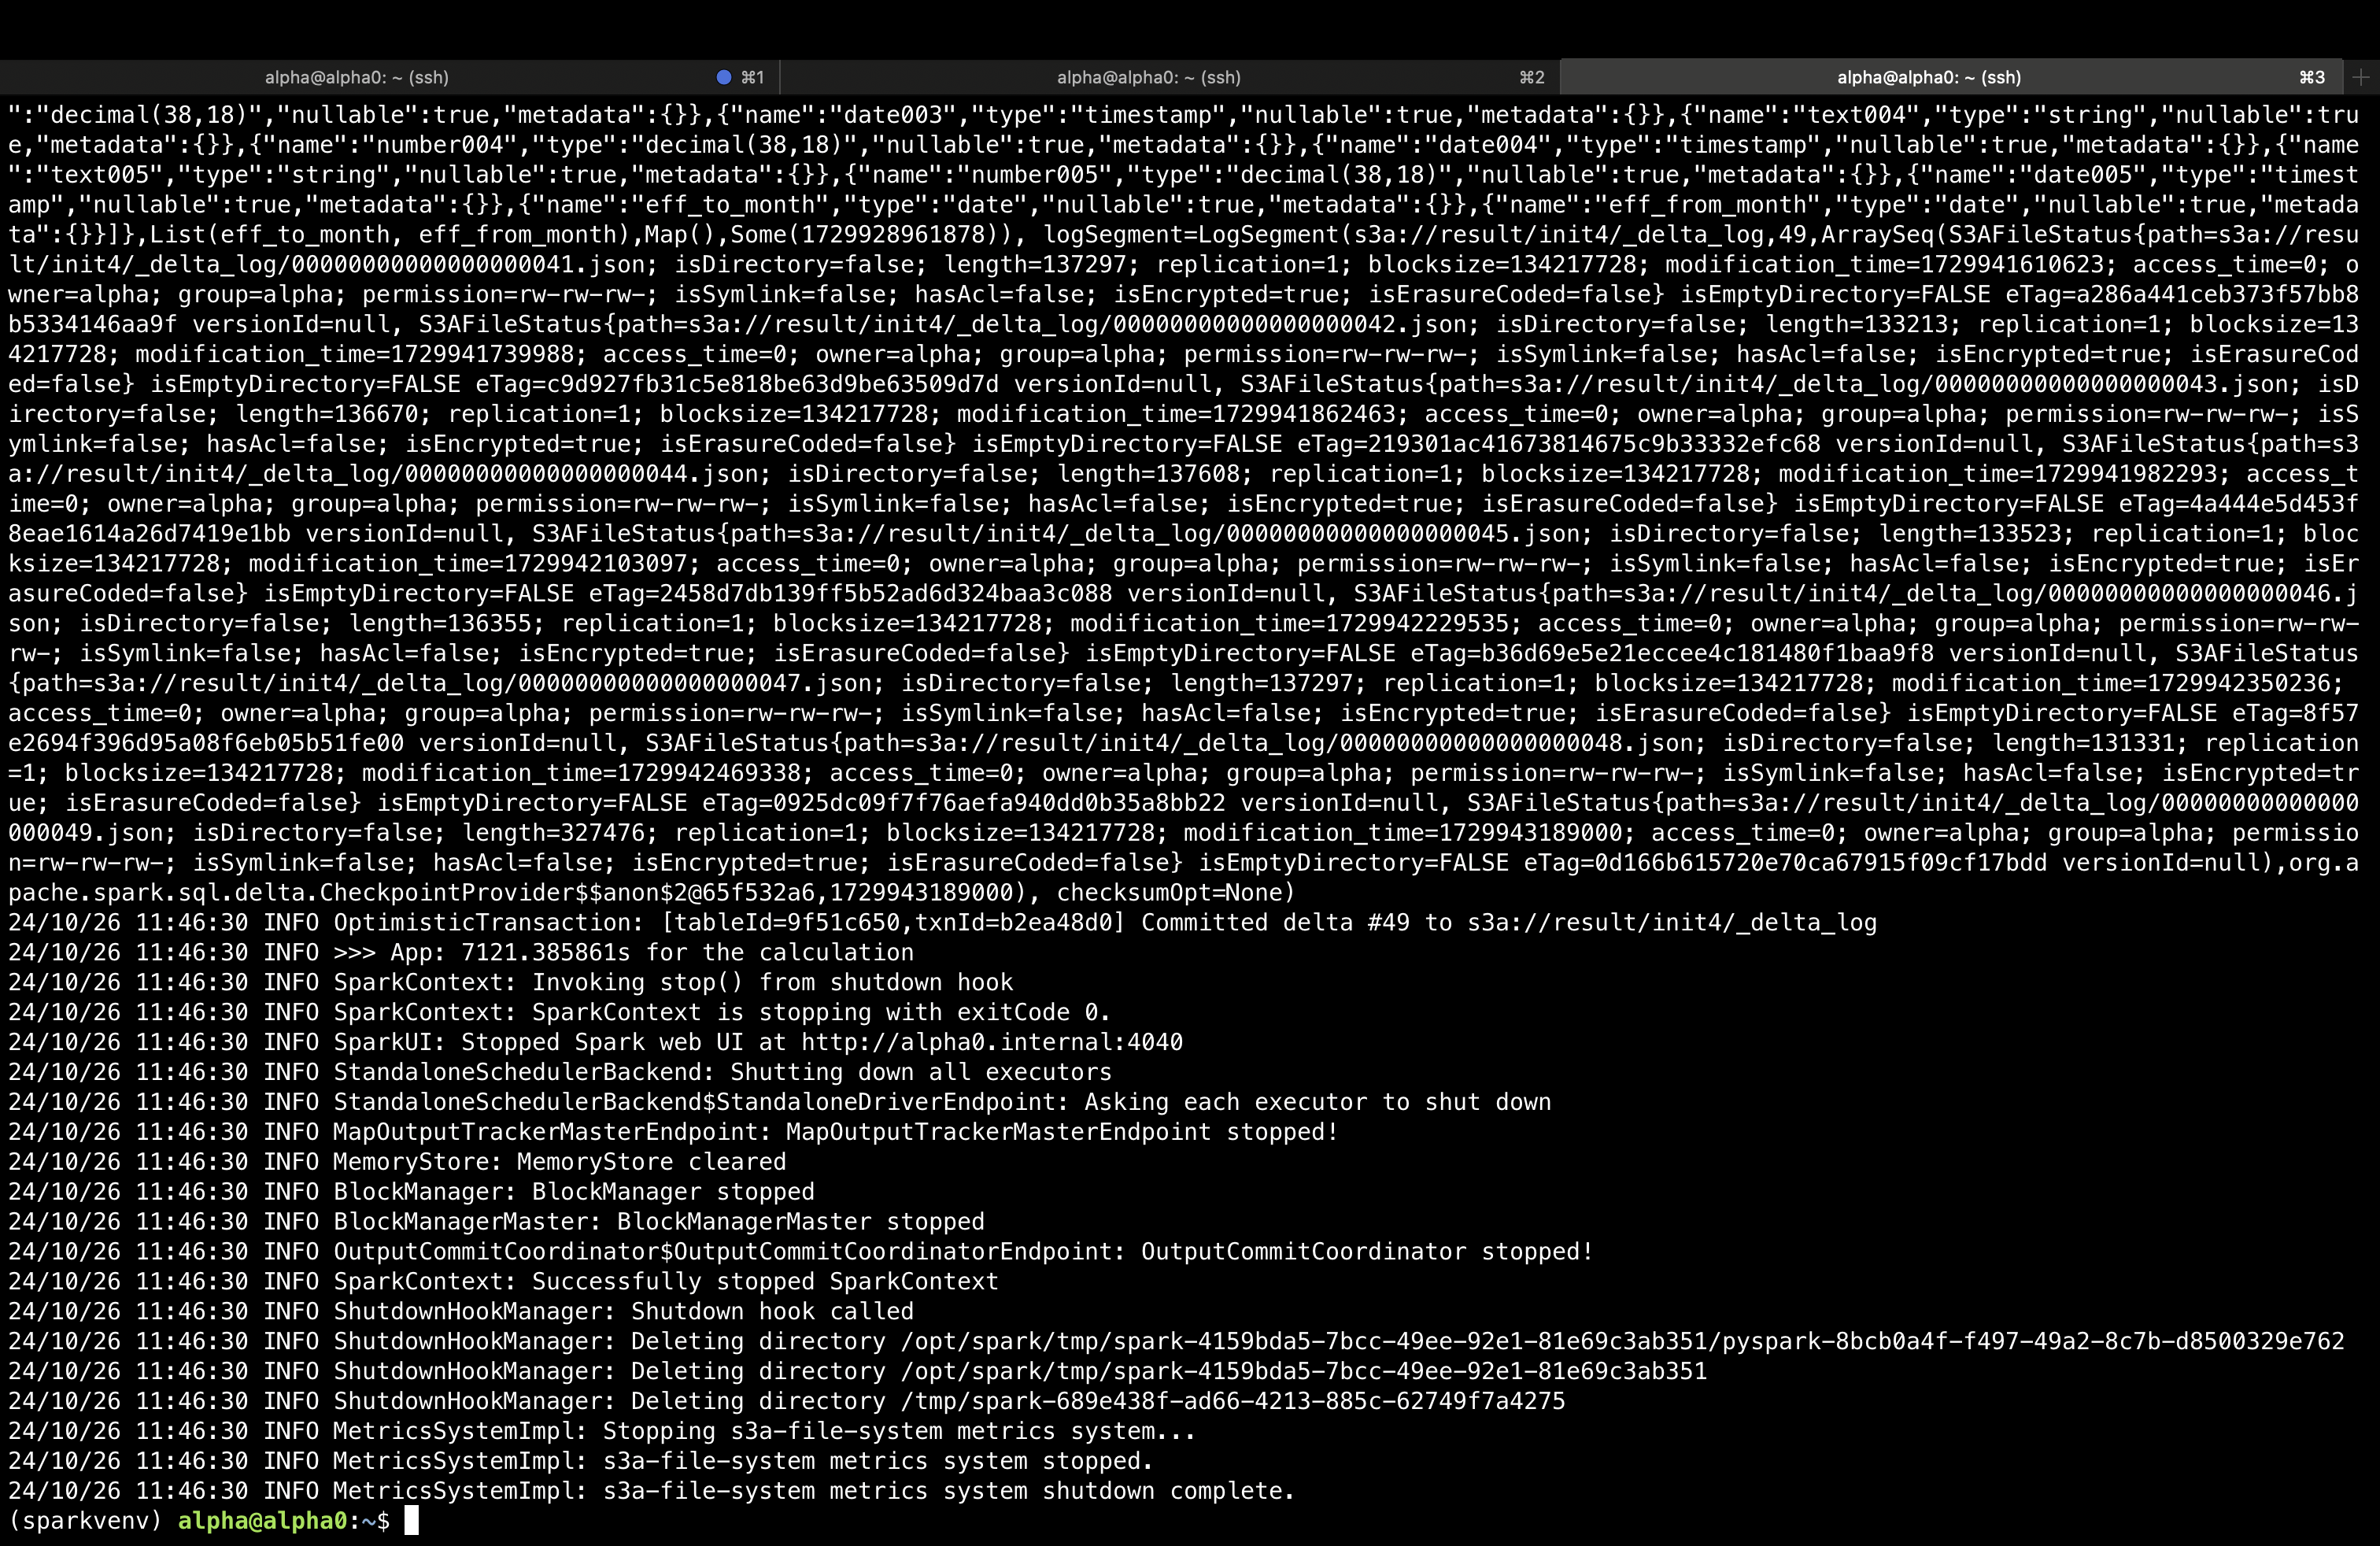 alpha@alpha0: ~ (ssh) ⌘1 alpha@alpha0: ~ (ssh) ⌘2 alpha@alpha0: ~ (ssh) ⌘3 +
":"decimal(38,18)","nullable":true,"metadata":{}},{"name":"date003","type":"timestamp","nullable":true,"metadata":{}},{"name":"text004","type":"string","nullable":tru
e,"metadata":{}},{"name":"number004","type":"decimal(38,18)","nullable":true,"metadata":{}},{"name":"date004","type":"timestamp","nullable":true,"metadata":{}},{"name
":"text005","type":"string","nullable":true,"metadata":{}},{"name":"number005","type":"decimal(38,18)","nullable":true,"metadata":{}},{"name":"date005","type":"timest
amp","nullable":true,"metadata":{}},{"name":"eff_to_month","type":"date","nullable":true,"metadata":{}},{"name":"eff_from_month","type":"date","nullable":true,"metada
ta":{}}]},List(eff_to_month, eff_from_month),Map(),Some(1729928961878)), logSegment=LogSegment(s3a://result/init4/_delta_log,49,ArraySeq(S3AFileStatus{path=s3a://resu
lt/init4/_delta_log/00000000000000000041.json; isDirectory=false; length=137297; replication=1; blocksize=134217728; modification_time=1729941610623; access_time=0; o
wner=alpha; group=alpha; permission=rw-rw-rw-; isSymlink=false; hasAcl=false; isEncrypted=true; isErasureCoded=false} isEmptyDirectory=FALSE eTag=a286a441ceb373f57bb8
b5334146aa9f versionId=null, S3AFileStatus{path=s3a://result/init4/_delta_log/00000000000000000042.json; isDirectory=false; length=133213; replication=1; blocksize=13
4217728; modification_time=1729941739988; access_time=0; owner=alpha; group=alpha; permission=rw-rw-rw-; isSymlink=false; hasAcl=false; isEncrypted=true; isErasureCod
ed=false} isEmptyDirectory=FALSE eTag=c9d927fb31c5e818be63d9be63509d7d versionId=null, S3AFileStatus{path=s3a://result/init4/_delta_log/00000000000000000043.json; isD
irectory=false; length=136670; replication=1; blocksize=134217728; modification_time=1729941862463; access_time=0; owner=alpha; group=alpha; permission=rw-rw-rw-; isS
ymlink=false; hasAcl=false; isEncrypted=true; isErasureCoded=false} isEmptyDirectory=FALSE eTag=219301ac41673814675c9b33332efc68 versionId=null, S3AFileStatus{path=s3
a://result/init4/_delta_log/00000000000000000044.json; isDirectory=false; length=137608; replication=1; blocksize=134217728; modification_time=1729941982293; access_t
ime=0; owner=alpha; group=alpha; permission=rw-rw-rw-; isSymlink=false; hasAcl=false; isEncrypted=true; isErasureCoded=false} isEmptyDirectory=FALSE eTag=4a444e5d453f
8eae1614a26d7419e1bb versionId=null, S3AFileStatus{path=s3a://result/init4/_delta_log/00000000000000000045.json; isDirectory=false; length=133523; replication=1; bloc
ksize=134217728; modification_time=1729942103097; access_time=0; owner=alpha; group=alpha; permission=rw-rw-rw-; isSymlink=false; hasAcl=false; isEncrypted=true; isEr
asureCoded=false} isEmptyDirectory=FALSE eTag=2458d7db139ff5b52ad6d324baa3c088 versionId=null, S3AFileStatus{path=s3a://result/init4/_delta_log/00000000000000000046.j
son; isDirectory=false; length=136355; replication=1; blocksize=134217728; modification_time=1729942229535; access_time=0; owner=alpha; group=alpha; permission=rw-rw-
rw-; isSymlink=false; hasAcl=false; isEncrypted=true; isErasureCoded=false} isEmptyDirectory=FALSE eTag=b36d69e5e21eccee4c181480f1baa9f8 versionId=null, S3AFileStatus
{path=s3a://result/init4/_delta_log/00000000000000000047.json; isDirectory=false; length=137297; replication=1; blocksize=134217728; modification_time=1729942350236;
access_time=0; owner=alpha; group=alpha; permission=rw-rw-rw-; isSymlink=false; hasAcl=false; isEncrypted=true; isErasureCoded=false} isEmptyDirectory=FALSE eTag=8f57
e2694f396d95a08f6eb05b51fe00 versionId=null, S3AFileStatus{path=s3a://result/init4/_delta_log/00000000000000000048.json; isDirectory=false; length=131331; replication
=1; blocksize=134217728; modification_time=1729942469338; access_time=0; owner=alpha; group=alpha; permission=rw-rw-rw-; isSymlink=false; hasAcl=false; isEncrypted=tr
ue; isErasureCoded=false} isEmptyDirectory=FALSE eTag=0925dc09f7f76aefa940dd0b35a8bb22 versionId=null, S3AFileStatus{path=s3a://result/init4/_delta_log/00000000000000
000049.json; isDirectory=false; length=327476; replication=1; blocksize=134217728; modification_time=1729943189000; access_time=0; owner=alpha; group=alpha; permissio
n=rw-rw-rw-; isSymlink=false; hasAcl=false; isEncrypted=true; isErasureCoded=false} isEmptyDirectory=FALSE eTag=0d166b615720e70ca67915f09cf17bdd versionId=null),org.a
pache.spark.sql.delta.CheckpointProvider$$anon$2@65f532a6,1729943189000), checksumOpt=None)
24/10/26 11:46:30 INFO OptimisticTransaction: [tableId=9f51c650,txnId=b2ea48d0] Committed delta #49 to s3a://result/init4/_delta_log
24/10/26 11:46:30 INFO >>> App: 7121.385861s for the calculation
24/10/26 11:46:30 INFO SparkContext: Invoking stop() from shutdown hook
24/10/26 11:46:30 INFO SparkContext: SparkContext is stopping with exitCode 0.
24/10/26 11:46:30 INFO SparkUI: Stopped Spark web UI at http://alpha0.internal:4040
24/10/26 11:46:30 INFO StandaloneSchedulerBackend: Shutting down all executors
24/10/26 11:46:30 INFO StandaloneSchedulerBackend$StandaloneDriverEndpoint: Asking each executor to shut down
24/10/26 11:46:30 INFO MapOutputTrackerMasterEndpoint: MapOutputTrackerMasterEndpoint stopped!
24/10/26 11:46:30 INFO MemoryStore: MemoryStore cleared
24/10/26 11:46:30 INFO BlockManager: BlockManager stopped
24/10/26 11:46:30 INFO BlockManagerMaster: BlockManagerMaster stopped
24/10/26 11:46:30 INFO OutputCommitCoordinator$OutputCommitCoordinatorEndpoint: OutputCommitCoordinator stopped!
24/10/26 11:46:30 INFO SparkContext: Successfully stopped SparkContext
24/10/26 11:46:30 INFO ShutdownHookManager: Shutdown hook called
24/10/26 11:46:30 INFO ShutdownHookManager: Deleting directory /opt/spark/tmp/spark-4159bda5-7bcc-49ee-92e1-81e69c3ab351/pyspark-8bcb0a4f-f497-49a2-8c7b-d8500329e762
24/10/26 11:46:30 INFO ShutdownHookManager: Deleting directory /opt/spark/tmp/spark-4159bda5-7bcc-49ee-92e1-81e69c3ab351
24/10/26 11:46:30 INFO ShutdownHookManager: Deleting directory /tmp/spark-689e438f-ad66-4213-885c-62749f7a4275
24/10/26 11:46:30 INFO MetricsSystemImpl: Stopping s3a-file-system metrics system...
24/10/26 11:46:30 INFO MetricsSystemImpl: s3a-file-system metrics system stopped.
24/10/26 11:46:30 INFO MetricsSystemImpl: s3a-file-system metrics system shutdown complete.
(sparkvenv) alpha@alpha0:~$